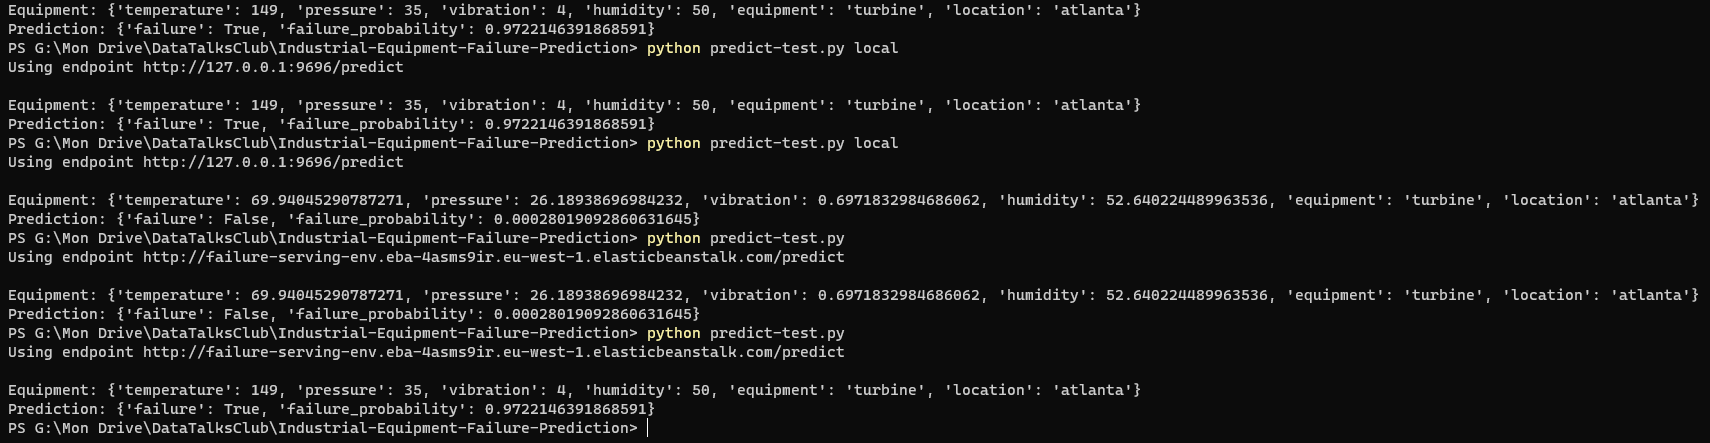 Equipment: {'temperature': 149, 'pressure': 35, 'vibration': 4, 'humidity': 50, 'equipment': 'turbine', 'location': 'atlanta'}
Prediction: {'failure': True, 'failure_probability': 0.9722146391868591}
PS G:\Mon Drive\DataTalksClub\Industrial-Equipment-Failure-Prediction> python predict-test.py local
Using endpoint http://127.0.0.1:9696/predict

Equipment: {'temperature': 149, 'pressure': 35, 'vibration': 4, 'humidity': 50, 'equipment': 'turbine', 'location': 'atlanta'}
Prediction: {'failure': True, 'failure_probability': 0.9722146391868591}
PS G:\Mon Drive\DataTalksClub\Industrial-Equipment-Failure-Prediction> python predict-test.py local
Using endpoint http://127.0.0.1:9696/predict

Equipment: {'temperature': 69.94045290787271, 'pressure': 26.18938696984232, 'vibration': 0.6971832984686062, 'humidity': 52.640224489963536, 'equipment': 'turbine', 'location': 'atlanta'}
Prediction: {'failure': False, 'failure_probability': 0.00028019092860631645}
PS G:\Mon Drive\DataTalksClub\Industrial-Equipment-Failure-Prediction> python predict-test.py
Using endpoint http://failure-serving-env.eba-4asms9ir.eu-west-1.elasticbeanstalk.com/predict

Equipment: {'temperature': 69.94045290787271, 'pressure': 26.18938696984232, 'vibration': 0.6971832984686062, 'humidity': 52.640224489963536, 'equipment': 'turbine', 'location': 'atlanta'}
Prediction: {'failure': False, 'failure_probability': 0.00028019092860631645}
PS G:\Mon Drive\DataTalksClub\Industrial-Equipment-Failure-Prediction> python predict-test.py
Using endpoint http://failure-serving-env.eba-4asms9ir.eu-west-1.elasticbeanstalk.com/predict

Equipment: {'temperature': 149, 'pressure': 35, 'vibration': 4, 'humidity': 50, 'equipment': 'turbine', 'location': 'atlanta'}
Prediction: {'failure': True, 'failure_probability': 0.9722146391868591}
PS G:\Mon Drive\DataTalksClub\Industrial-Equipment-Failure-Prediction>